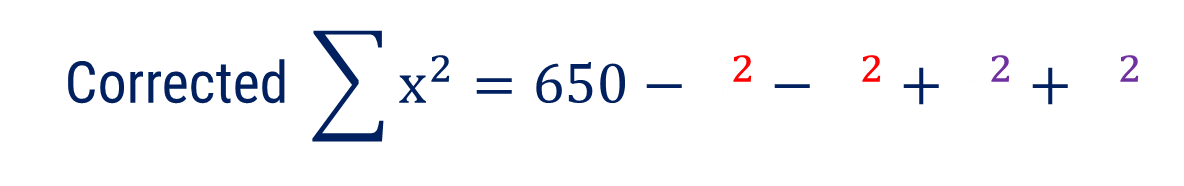 Corrected ∑ x² = 650 − ² − ² + ² + ²